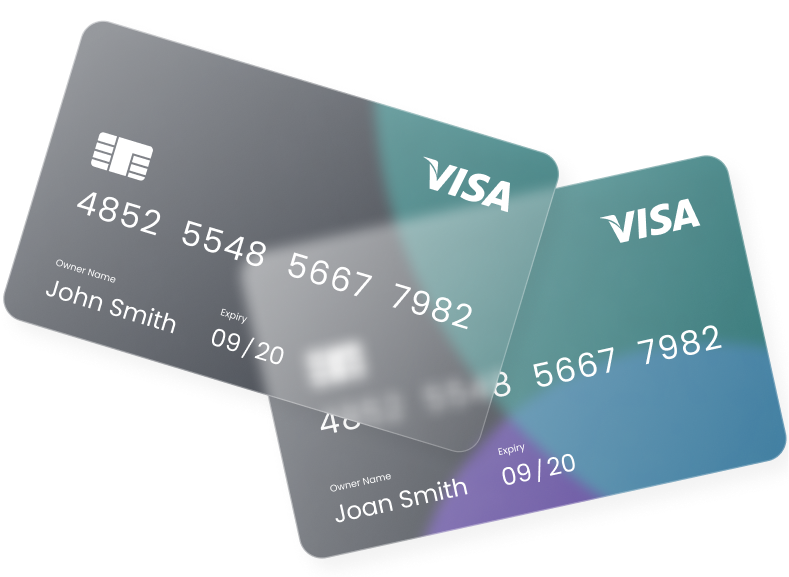 VISA
4852 5548 5667 7982
Owner Name
John Smith
Expiry
09/20
VISA
5667 7982
Owner Name
Joan Smith
Expiry
09/20